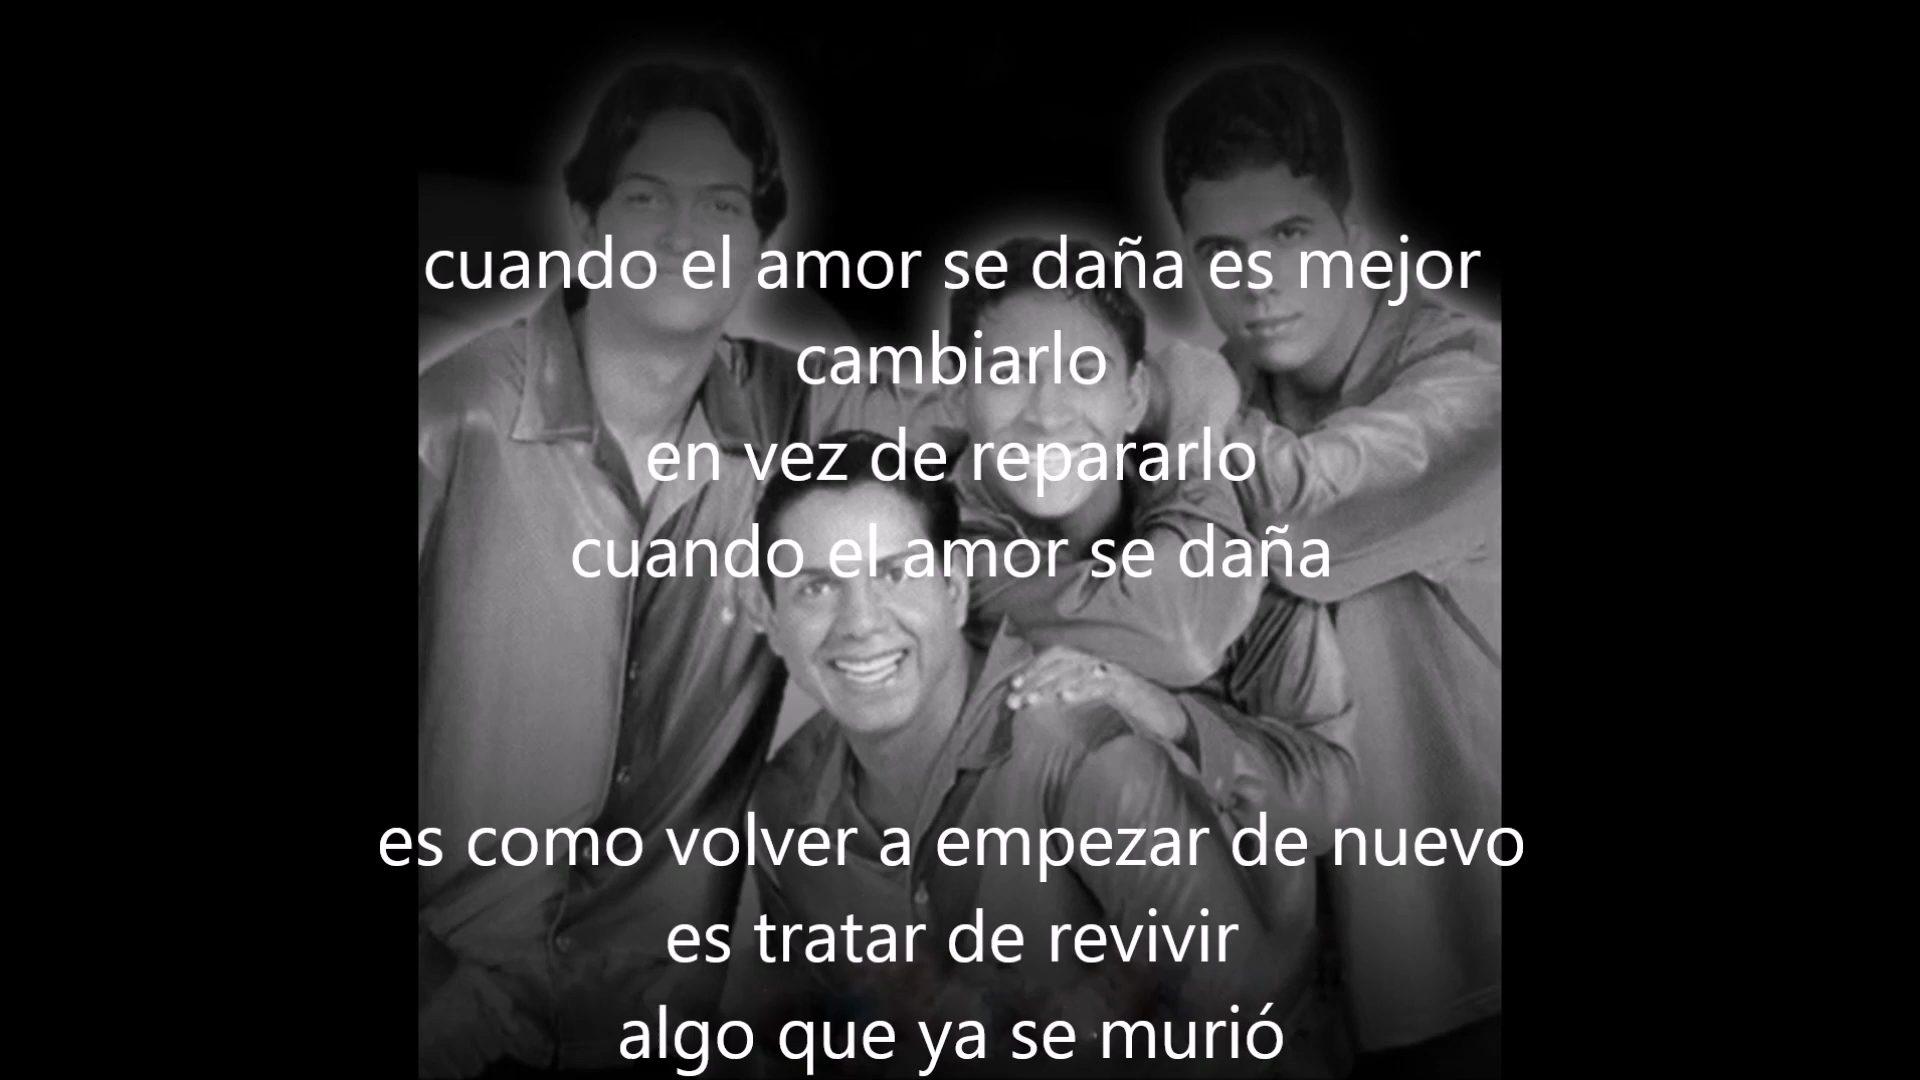 cuando el amor se daña es mejor
cambiarlo
en vez de repararlo
cuando el amor se daña
es como volver a empezar de nuevo
es tratar de revivir
algo que ya se murió